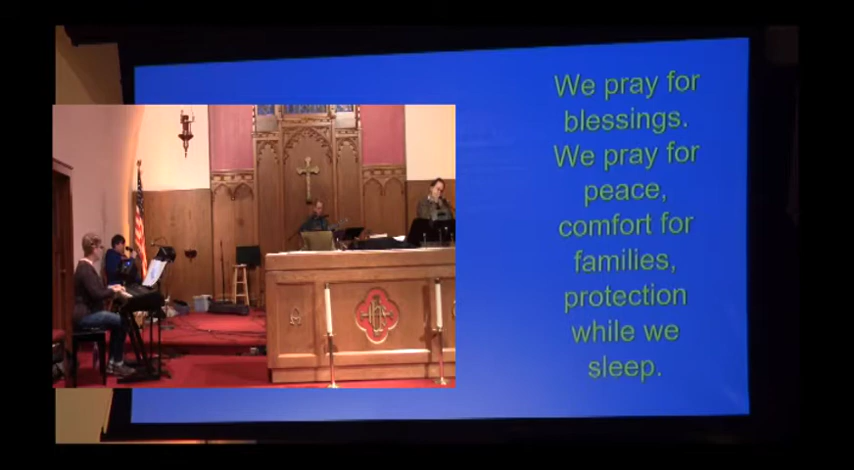 We pray for
blessings.
We pray for
peace,
comfort for
families,
protection
while we
sleep.